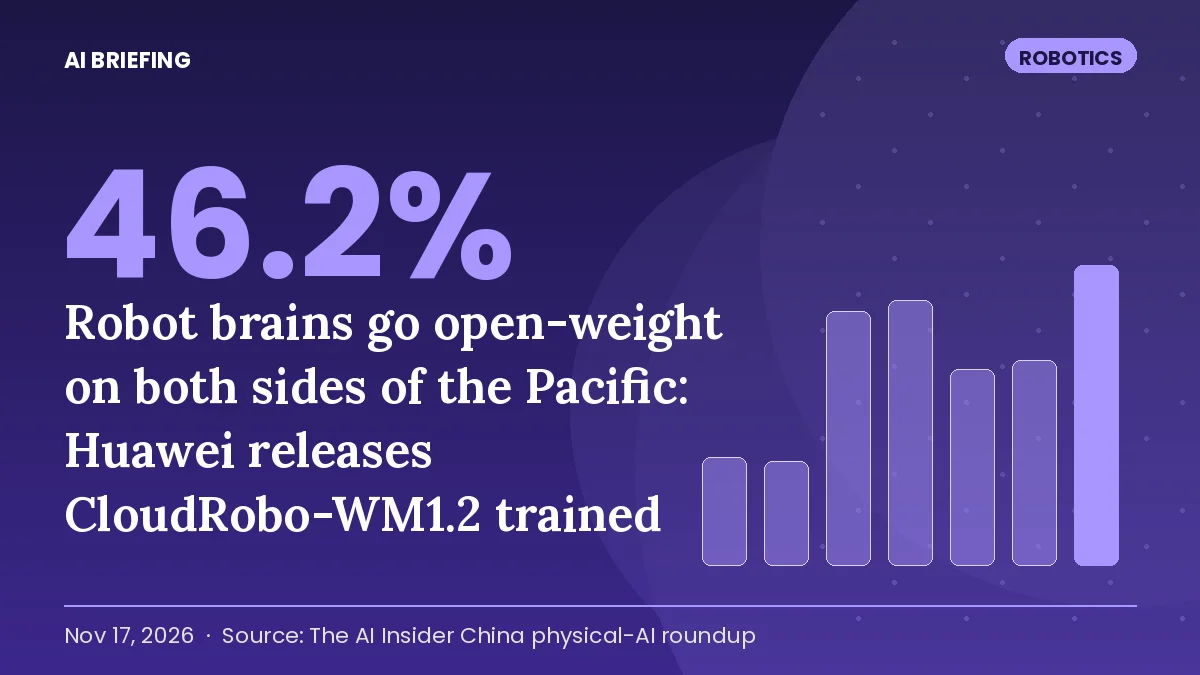 AI BRIEFING
ROBOTICS
46.2%
Robot brains go open-weight
on both sides of the Pacific:
Huawei releases
CloudRobo-WM1.2 trained
Nov 17, 2026 · Source: The AI Insider China physical-AI roundup